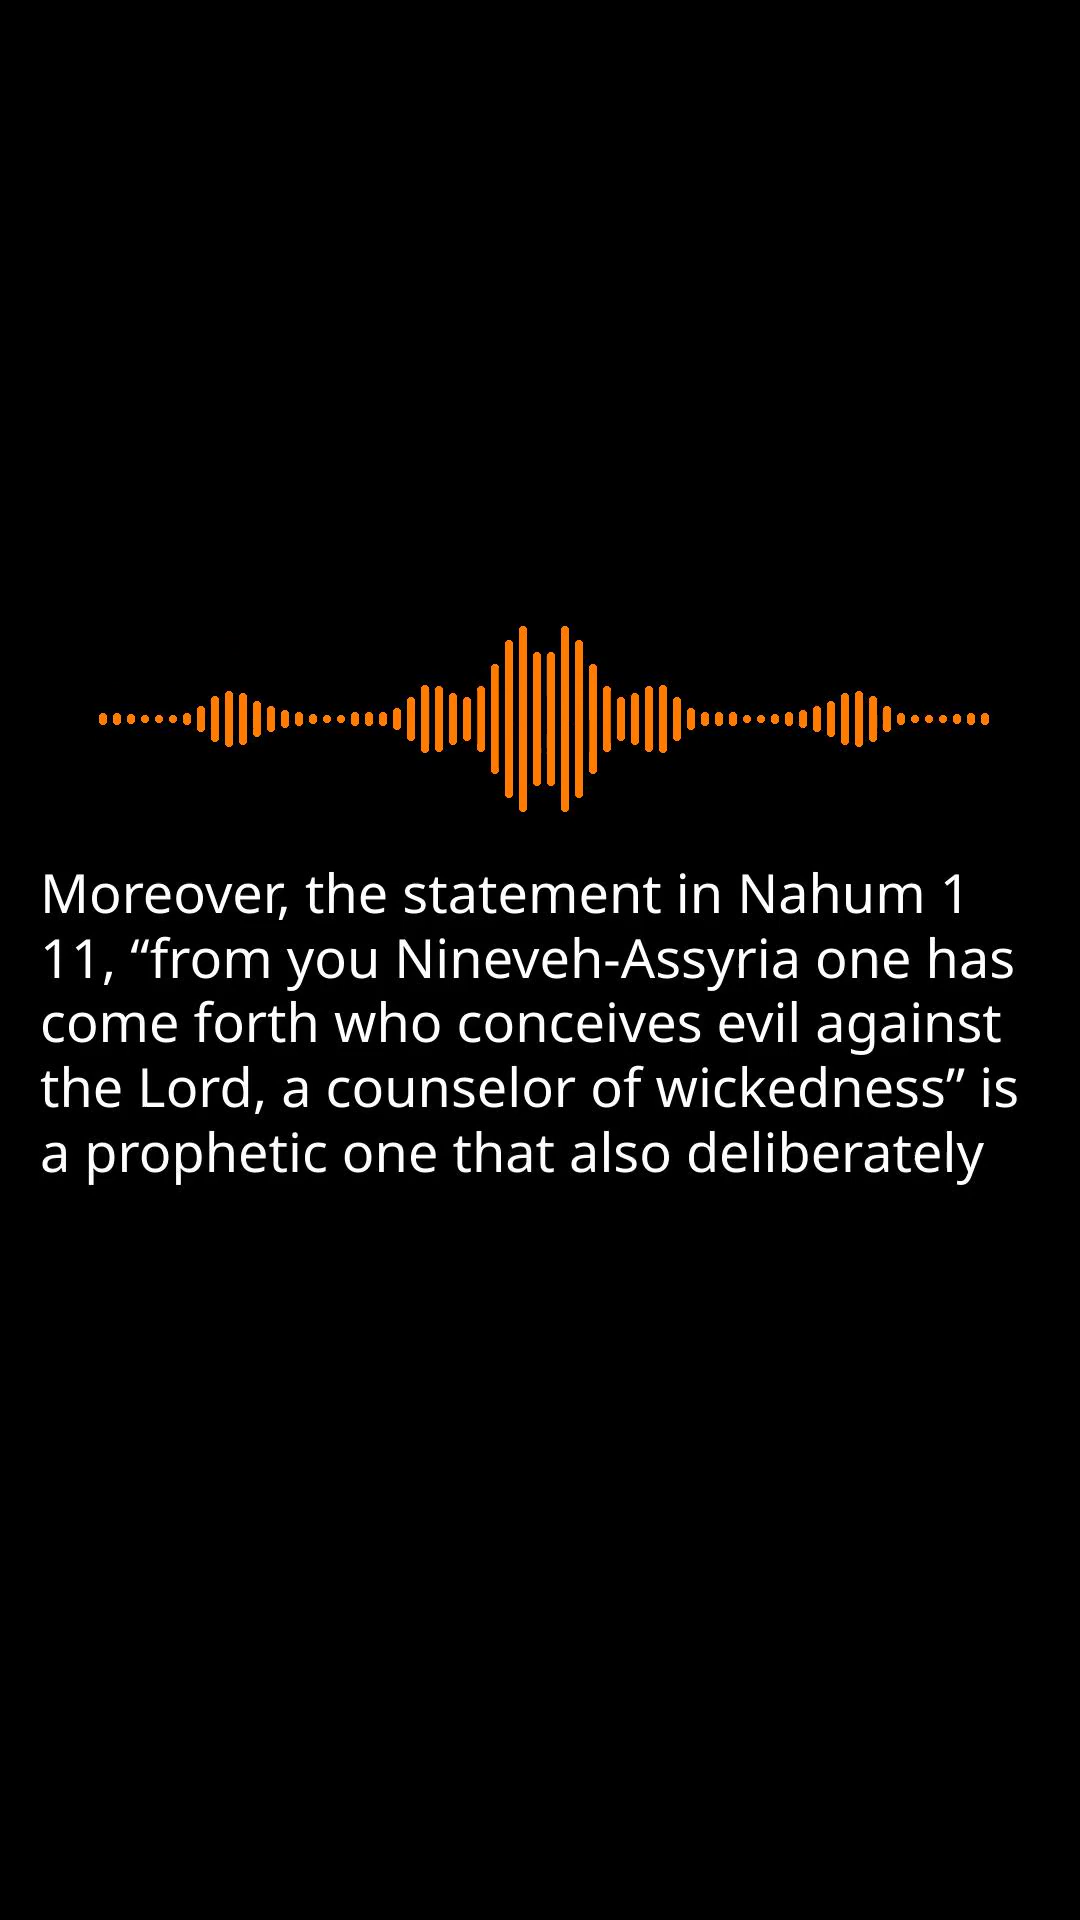 Moreover, the statement in Nahum 1
11, “from you Nineveh-Assyria one has
come forth who conceives evil against
the Lord, a counselor of wickedness” is
a prophetic one that also deliberately